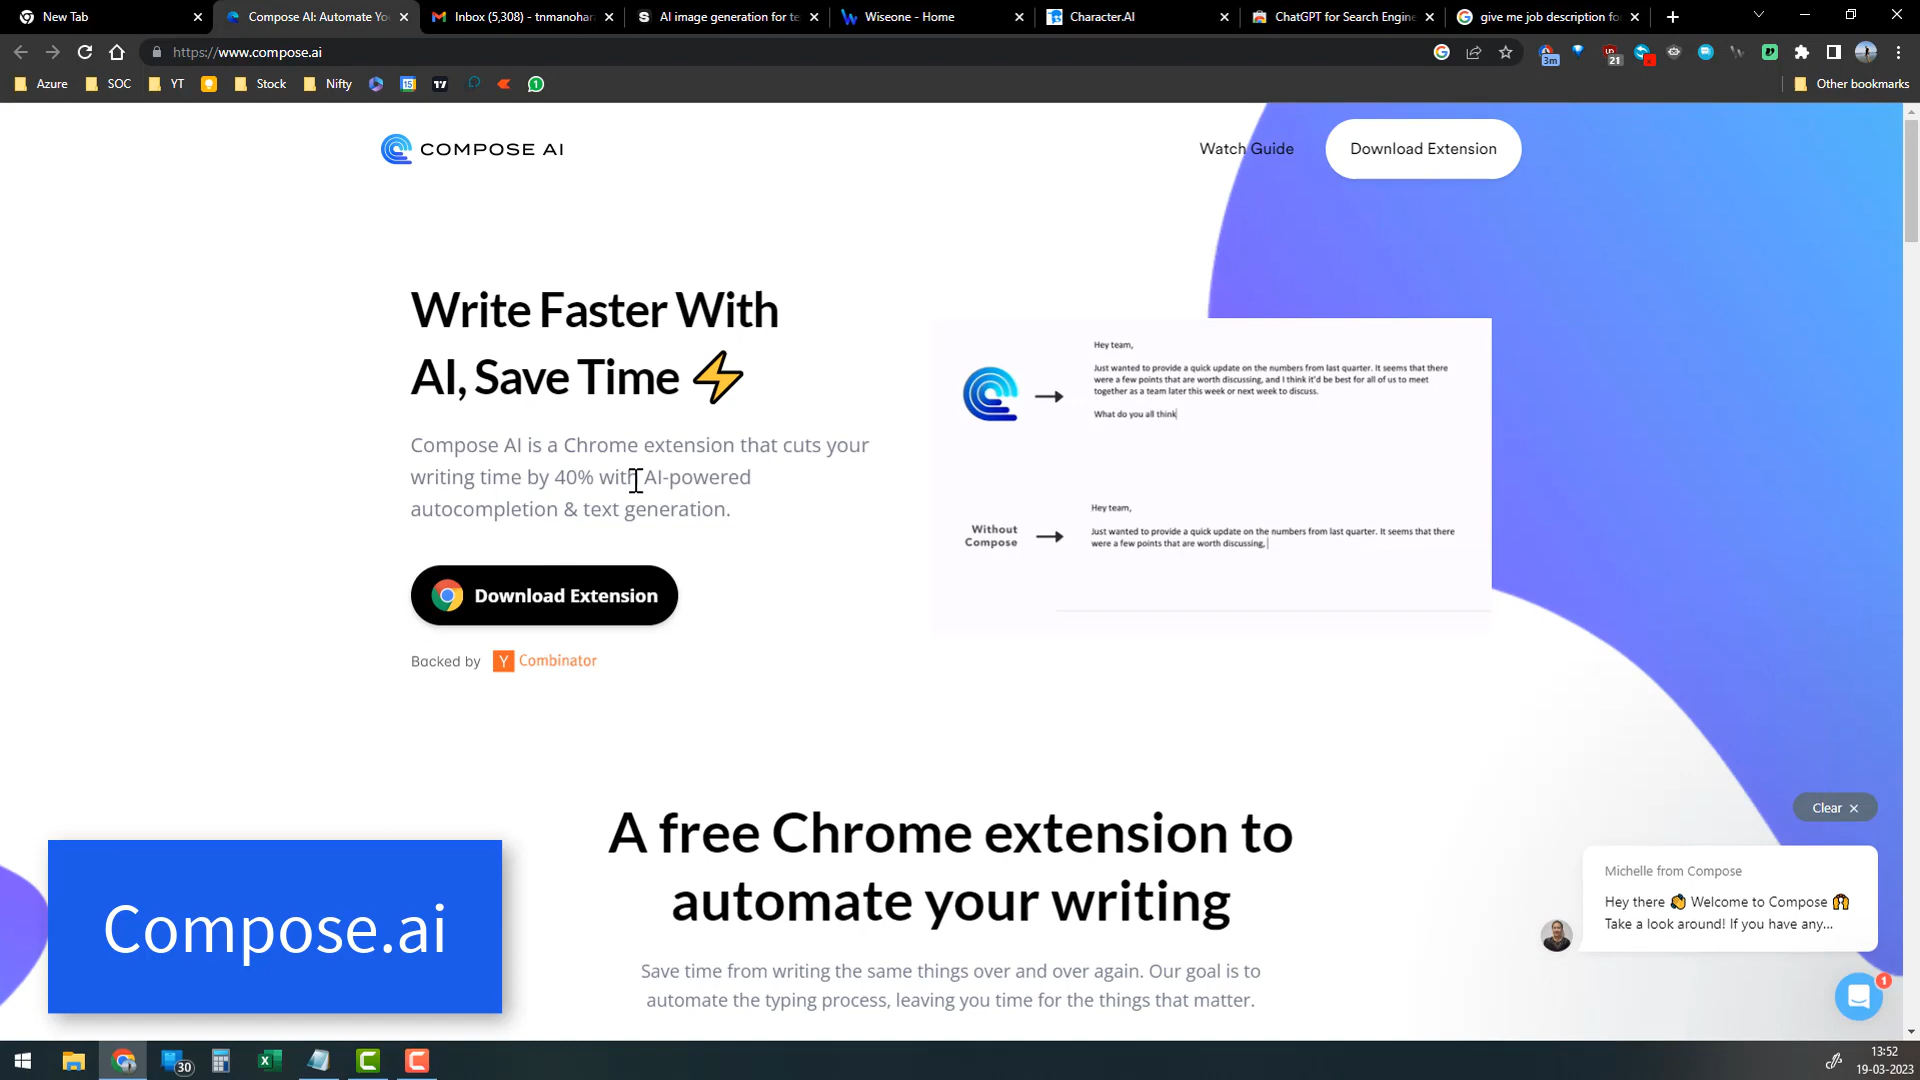 New Tab
Compose AI: Automate Yo
Inbox (5,308) - tnmanohar
AI image generation for te
Wiseone - Home
Character.AI
ChatGPT for Search Engine
give me job description fo
https://www.compose.ai
3m
21
Azure
SOC
YT
Stock
Nifty
15
1
Other bookmarks
COMPOSE AI
Watch Guide
Download Extension
Write Faster With
AI, Save Time ⚡
Compose AI is a Chrome extension that cuts your
writing time by 40% with AI-powered
autocompletion & text generation.
Download Extension
Backed by Y Combinator
Hey team,
Just wanted to provide a quick update on the numbers from last quarter. It seems that there
were a few points that are worth discussing, and I think it'd be best for all of us to meet
together as a team later this week or next week to discuss.
What do you all think
Without
Compose
Hey team,
Just wanted to provide a quick update on the numbers from last quarter. It seems that there
were a few points that are worth discussing,
A free Chrome extension to
automate your writing
Save time from writing the same things over and over again. Our goal is to
automate the typing process, leaving you time for the things that matter.
Clear
Michelle from Compose
Hey there 👋 Welcome to Compose 🙌
Take a look around! If you have any...
1
Compose.ai
30
13:52
19-03-2023